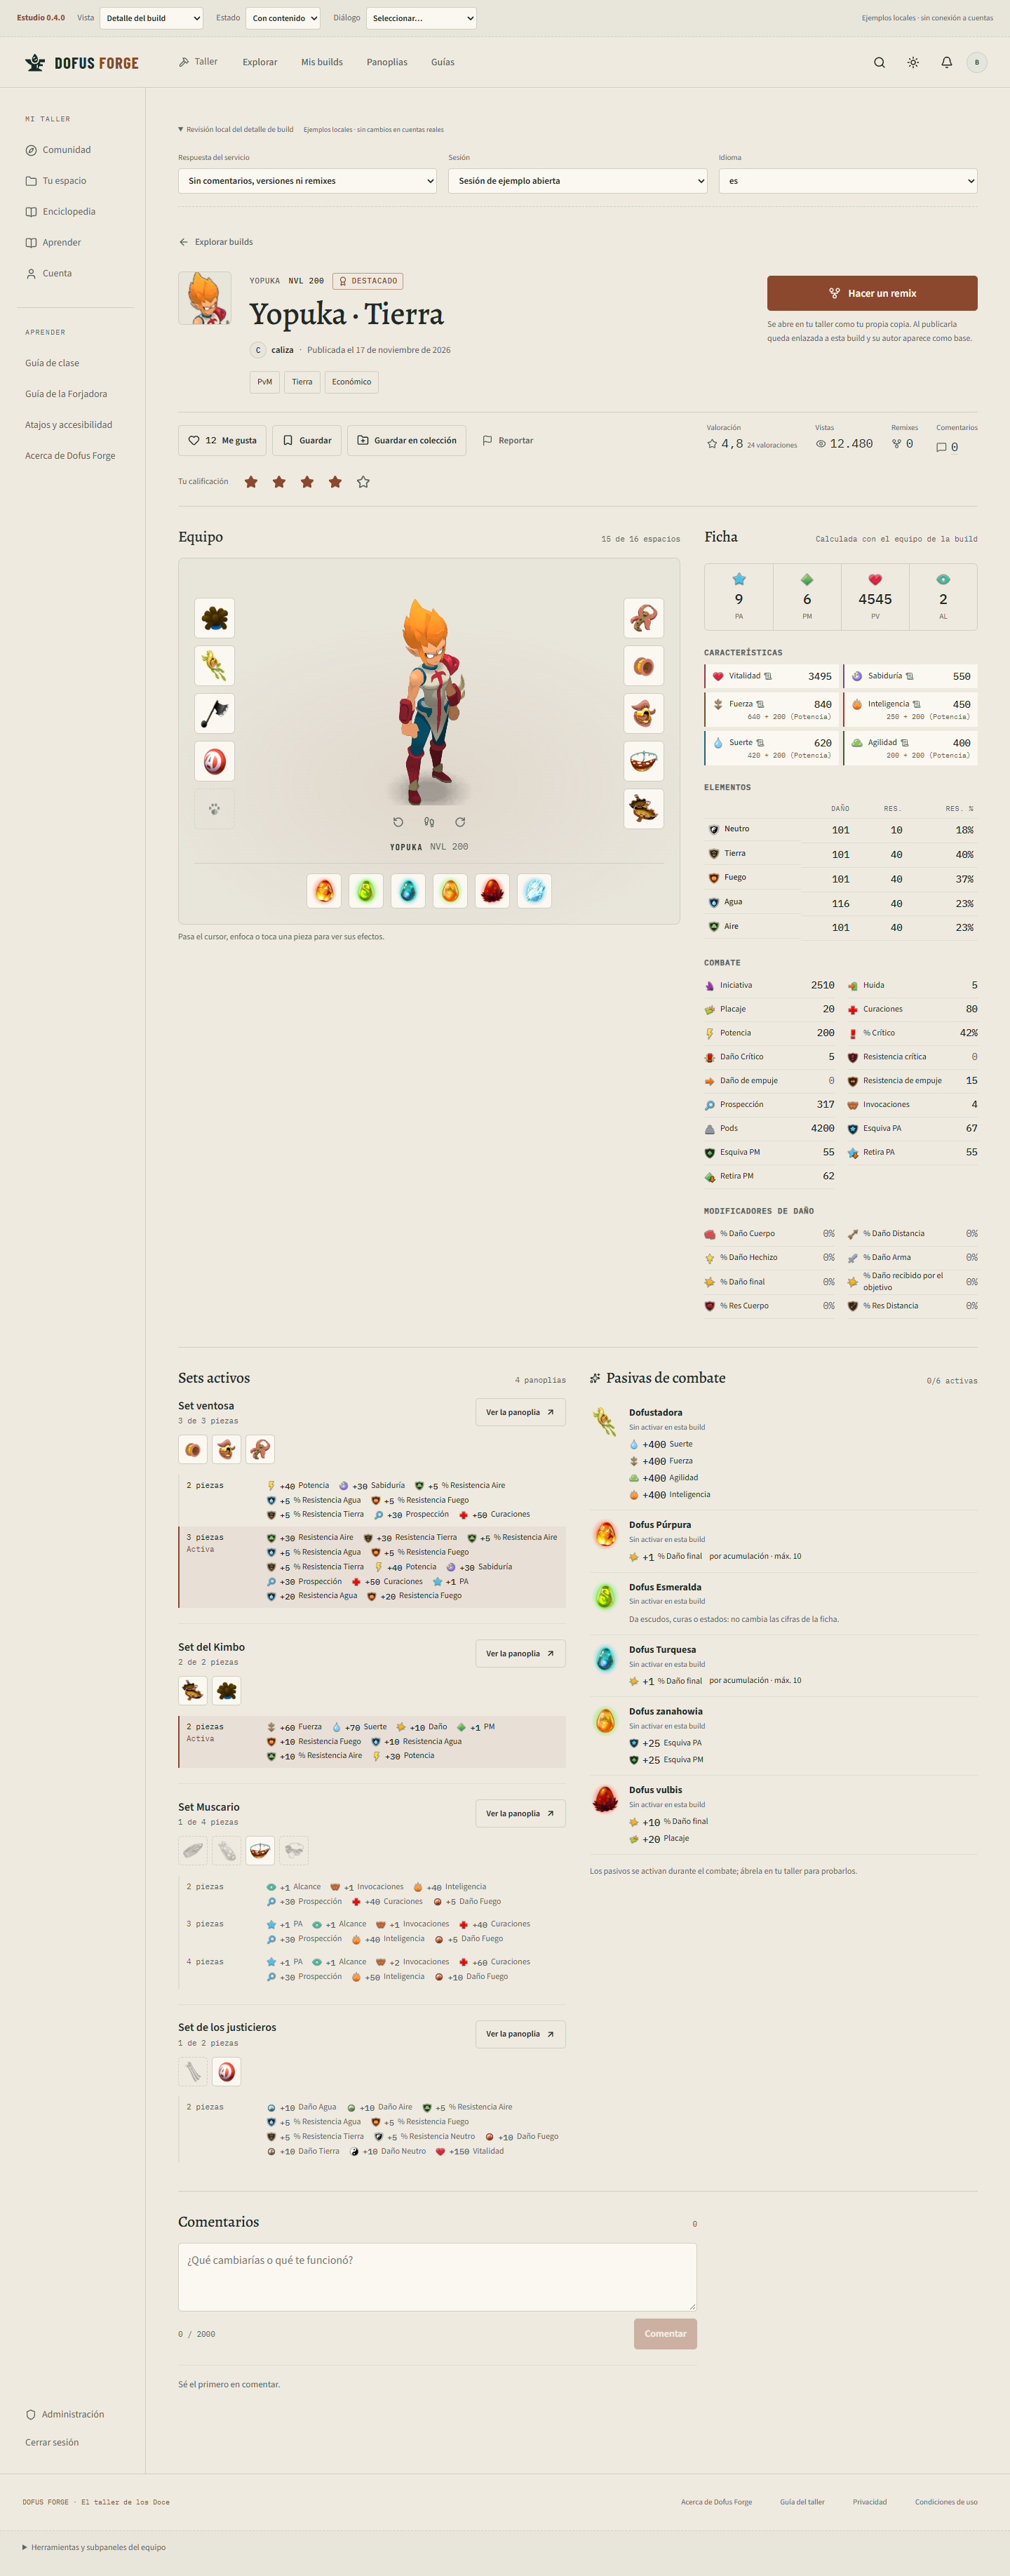 Estudio 0.4.0 Vista Detalle del build Estado Con contenido Diálogo Seleccionar... Ejemplos locales · sin conexión a cuentas
DOFUS FORGE Taller Explorar Mis builds Panoplias Guías B
MI TALLER
Comunidad
Tu espacio
Enciclopedia
Aprender
Cuenta
APRENDER
Guía de clase
Guía de la Forjadora
Atajos y accesibilidad
Acerca de Dofus Forge
Administración
Cerrar sesión
▼ Revisión local del detalle de build Ejemplos locales · sin cambios en cuentas reales
Respuesta del servicio Sesión Idioma
Sin comentarios, versiones ni remixes Sesión de ejemplo abierta es
Explorar builds
YOPUKA NVL 200 DESTACADO
Yopuka · Tierra
C caliza · Publicada el 17 de noviembre de 2026
PvM Tierra Económico
Hacer un remix
Se abre en tu taller como tu propia copia. Al publicarla
queda enlazada a esta build y su autor aparece como base.
12 Me gusta Guardar Guardar en colección Reportar
Valoración Vistas Remixes Comentarios
4,8 24 valoraciones 12.480 0 0
Tu calificación
Equipo 15 de 16 espacios
YOPUKA NVL 200
Pasa el cursor, enfoca o toca una pieza para ver sus efectos.
Ficha Calculada con el equipo de la build
9 6 4545 2
PA PM PV AL
CARACTERÍSTICAS
Vitalidad 3495 Sabiduría 550
Fuerza 840 Inteligencia 450
640 + 200 (Potencia) 250 + 200 (Potencia)
Suerte 620 Agilidad 400
420 + 200 (Potencia) 200 + 200 (Potencia)
ELEMENTOS
DAÑO RES. RES. %
Neutro 101 10 18%
Tierra 101 40 40%
Fuego 101 40 37%
Agua 116 40 23%
Aire 101 40 23%
COMBATE
Iniciativa 2510 Huida 5
Placaje 20 Curaciones 80
Potencia 200 % Crítico 42%
Daño Crítico 5 Resistencia crítica 0
Daño de empuje 0 Resistencia de empuje 15
Prospección 317 Invocaciones 4
Pods 4200 Esquiva PA 67
Esquiva PM 55 Retira PA 55
Retira PM 62
MODIFICADORES DE DAÑO
% Daño Cuerpo 0% % Daño Distancia 0%
% Daño Hechizo 0% % Daño Arma 0%
% Daño final 0% % Daño recibido por el objetivo 0%
% Res Cuerpo 0% % Res Distancia 0%
Sets activos 4 panoplias
Set ventosa Ver la panoplia
3 de 3 piezas
2 piezas +40 Potencia +30 Sabiduría +5 % Resistencia Aire
+5 % Resistencia Agua +5 % Resistencia Fuego
+5 % Resistencia Tierra +30 Prospección +50 Curaciones
3 piezas +30 Resistencia Aire +30 Resistencia Tierra +5 % Resistencia Aire
Activa +5 % Resistencia Agua +5 % Resistencia Fuego
+5 % Resistencia Tierra +40 Potencia +30 Sabiduría
+30 Prospección +50 Curaciones +1 PA
+20 Resistencia Agua +20 Resistencia Fuego
Set del Kimbo Ver la panoplia
2 de 2 piezas
2 piezas +60 Fuerza +70 Suerte +10 Daño +1 PM
Activa +10 Resistencia Fuego +10 Resistencia Agua
+10 % Resistencia Aire +30 Potencia
Set Muscario Ver la panoplia
1 de 4 piezas
2 piezas +1 Alcance +1 Invocaciones +40 Inteligencia
+30 Prospección +40 Curaciones +5 Daño Fuego
3 piezas +1 PA +1 Alcance +1 Invocaciones +40 Curaciones
+30 Prospección +40 Inteligencia +5 Daño Fuego
4 piezas +1 PA +1 Alcance +2 Invocaciones +60 Curaciones
+30 Prospección +50 Inteligencia +10 Daño Fuego
Set de los justicieros Ver la panoplia
1 de 2 piezas
2 piezas +10 Daño Agua +10 Daño Aire +5 % Resistencia Aire
+5 % Resistencia Agua +5 % Resistencia Fuego
+5 % Resistencia Tierra +5 % Resistencia Neutro +10 Daño Fuego
+10 Daño Tierra +10 Daño Neutro +150 Vitalidad
Pasivas de combate 0/6 activas
Dofustadora
Sin activar en esta build
+400 Suerte
+400 Fuerza
+400 Agilidad
+400 Inteligencia
Dofus Púrpura
Sin activar en esta build
+1 % Daño final por acumulación · máx. 10
Dofus Esmeralda
Sin activar en esta build
Da escudos, curas o estados: no cambia las cifras de la ficha.
Dofus Turquesa
Sin activar en esta build
+1 % Daño final por acumulación · máx. 10
Dofus zanahowia
Sin activar en esta build
+25 Esquiva PA
+25 Esquiva PM
Dofus vulbis
Sin activar en esta build
+10 % Daño final
+20 Placaje
Los pasivos se activan durante el combate; ábrela en tu taller para probarlos.
Comentarios 0
¿Qué cambiarías o qué te funcionó?
0 / 2000 Comentar
Sé el primero en comentar.
DOFUS FORGE · El taller de los Doce Acerca de Dofus Forge Guía del taller Privacidad Condiciones de uso
▶ Herramientas y subpaneles del equipo